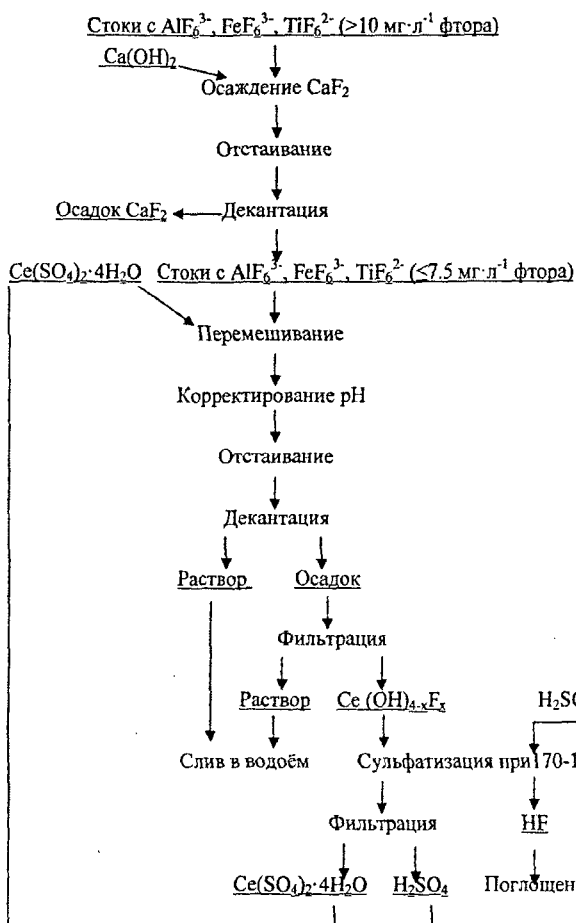 Стоки с AlF₆³⁻, FeF₆³⁻, TiF₆²⁻ (>10 мг·л⁻¹ фтора)
Ca(OH)₂
Осаждение CaF₂
Отстаивание
Осадок CaF₂ Декантация
Ce(SO₄)₂·4H₂O Стоки с AlF₆³⁻, FeF₆³⁻, TiF₆²⁻ (≤7.5 мг·л⁻¹ фтора)
Перемешивание
Корректирование pH
Отстаивание
Декантация
Раствор Осадок
Фильтрация
Раствор Ce (OH)₄₋ₓFₓ H₂SO
Слив в водоём Сульфатизация при 170-1
Фильтрация HF
Ce(SO₄)₂·4H₂O H₂SO₄ Поглощен